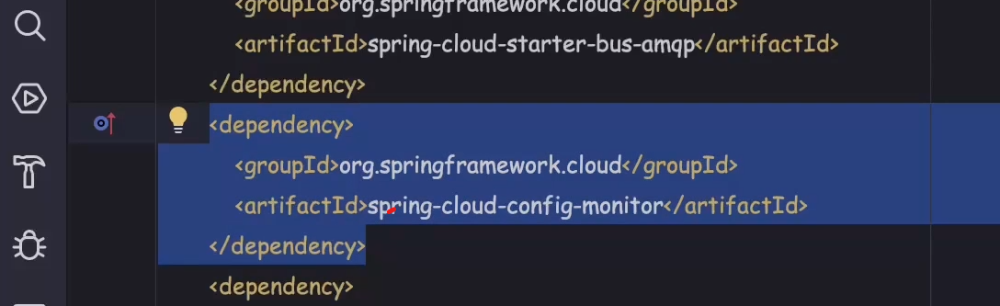 <groupId>org.springframework.cloud</groupId>
<artifactId>spring-cloud-starter-bus-amqp</artifactId>
</dependency>
<dependency>
<groupId>org.springframework.cloud</groupId>
<artifactId>spring-cloud-config-monitor</artifactId>
</dependency>
<dependency>